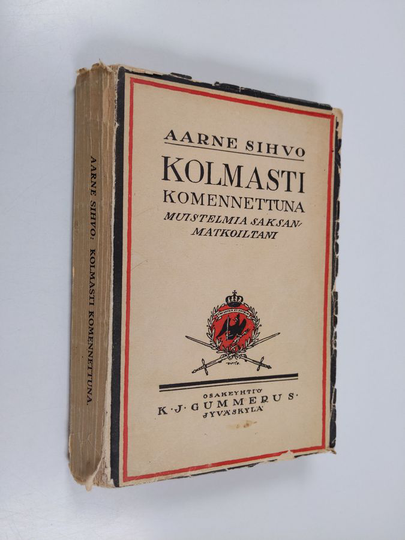 AARNE SIHVO
KOLMASTI
KOMENNETTUNA
MUISTELMIA SAKSAN-
MATKOILTANI
OSAKEYHTIÖ
K·J·GUMMERUS·
JYVÄSKYLÄ
AARNE SIHVO: KOLMASTI KOMENNETTUNA.